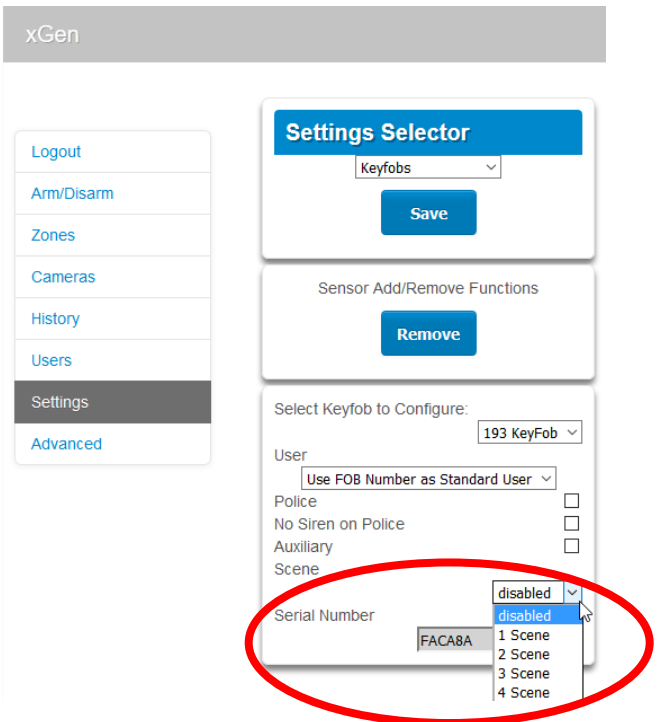 xGen
Logout
Arm/Disarm
Zones
Cameras
History
Users
Settings
Advanced
Settings Selector
Keyfobs
Save
Sensor Add/Remove Functions
Remove
Select Keyfob to Configure:
193 KeyFob
User
Use FOB Number as Standard User
Police
No Siren on Police
Auxiliary
Scene
disabled
Serial Number
FACA8A
disabled
1 Scene
2 Scene
3 Scene
4 Scene